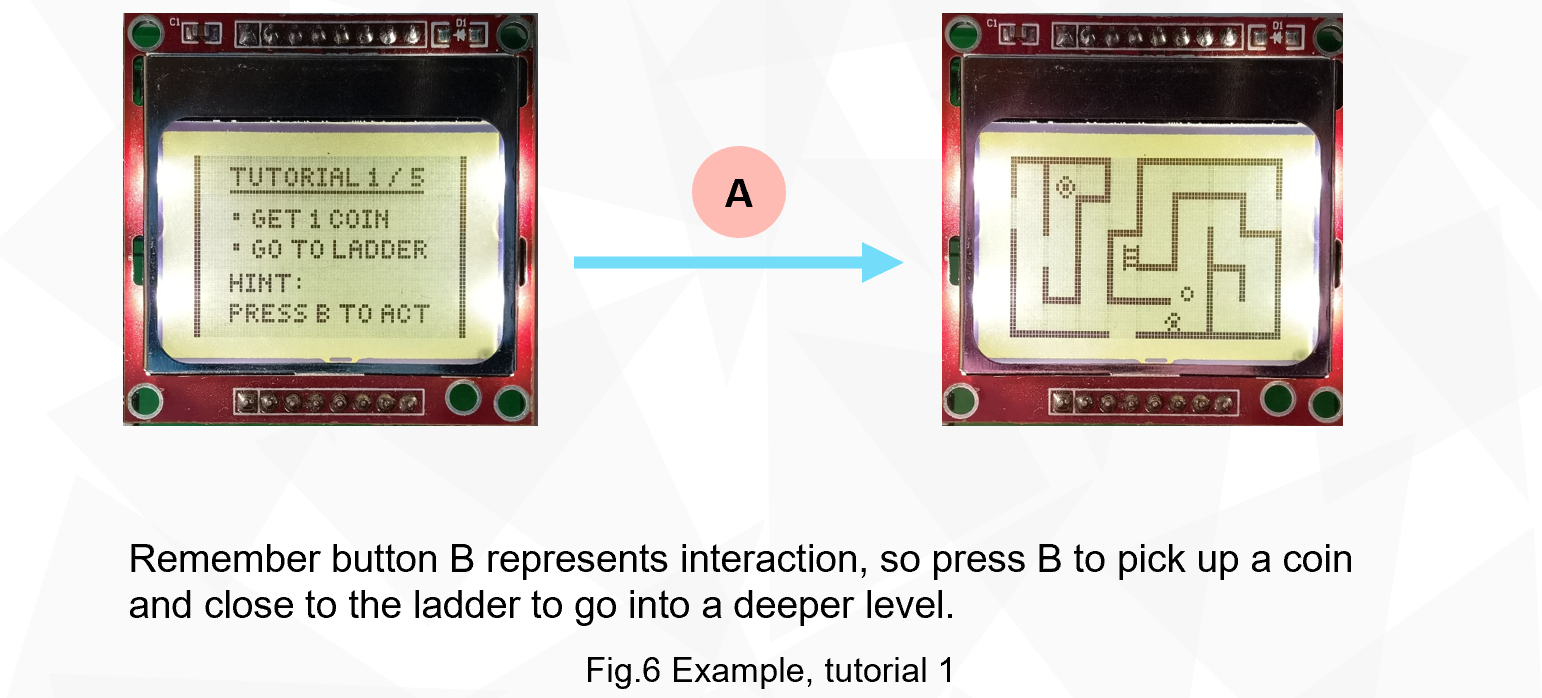 C1
D1
TUTORIAL 1 / 5
▪ GET 1 COIN
▪ GO TO LADDER
HINT:
PRESS B TO ACT
A
C1
D1
Remember button B represents interaction, so press B to pick up a coin
and close to the ladder to go into a deeper level.
Fig.6 Example, tutorial 1